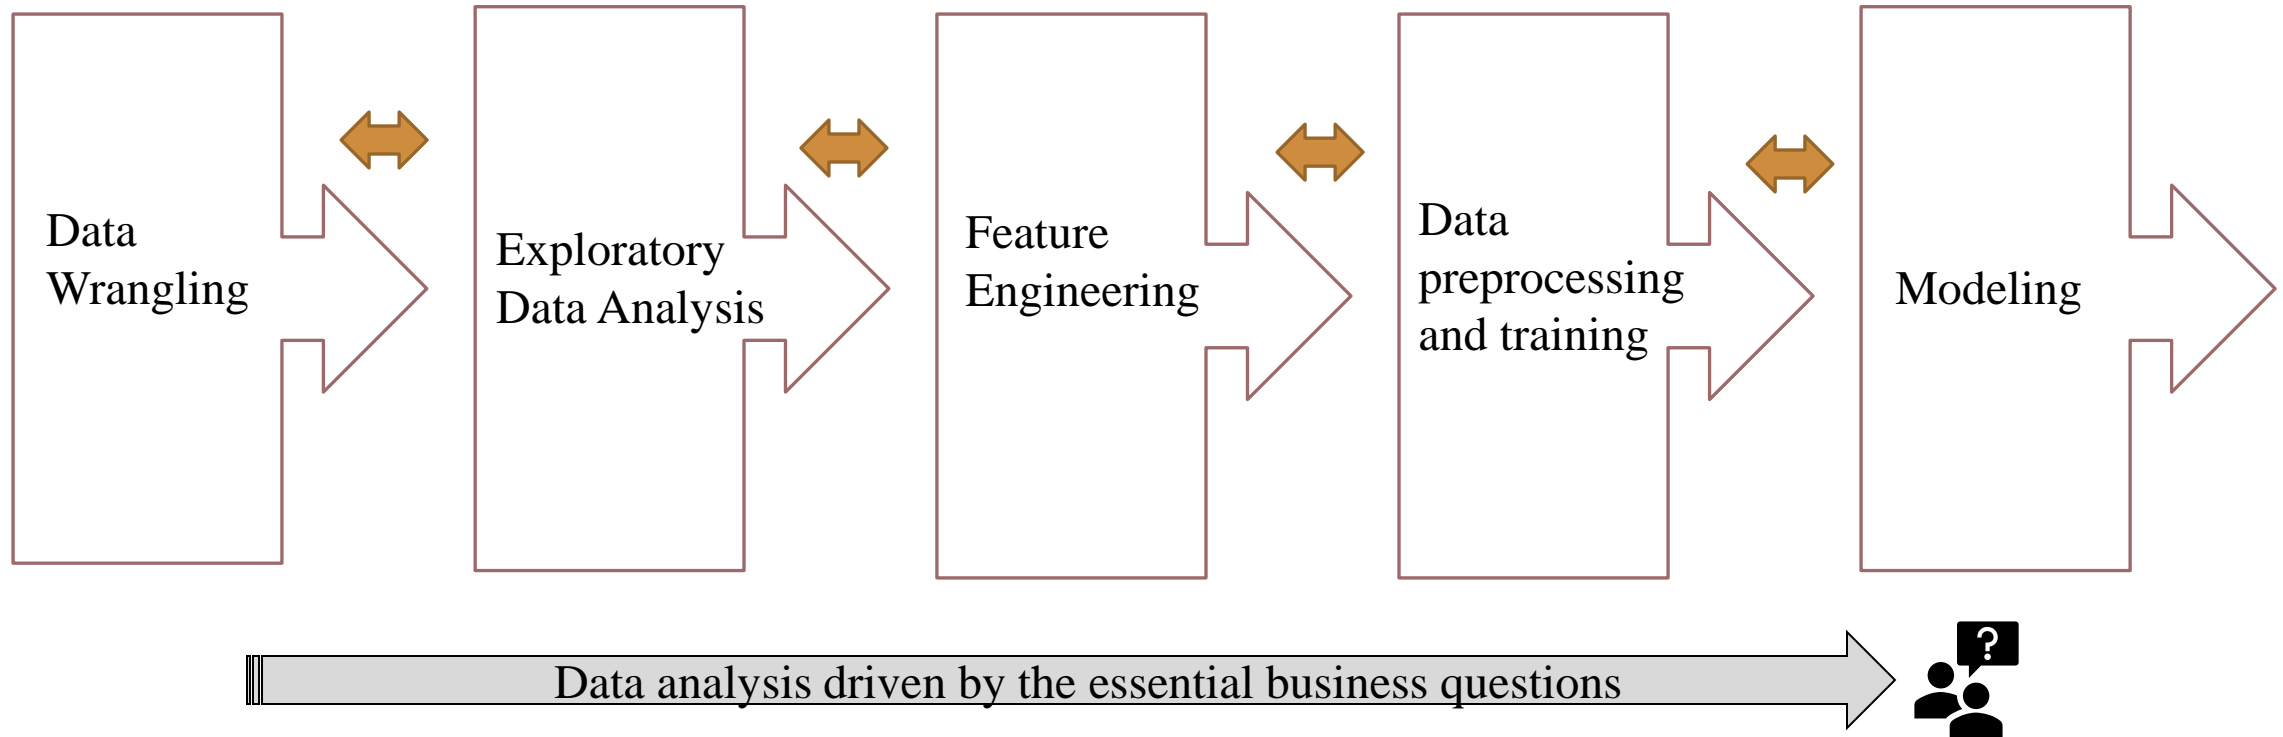 Data
Wrangling
Exploratory
Data Analysis
Feature
Engineering
Data
preprocessing
and training
Modeling
Data analysis driven by the essential business questions
?